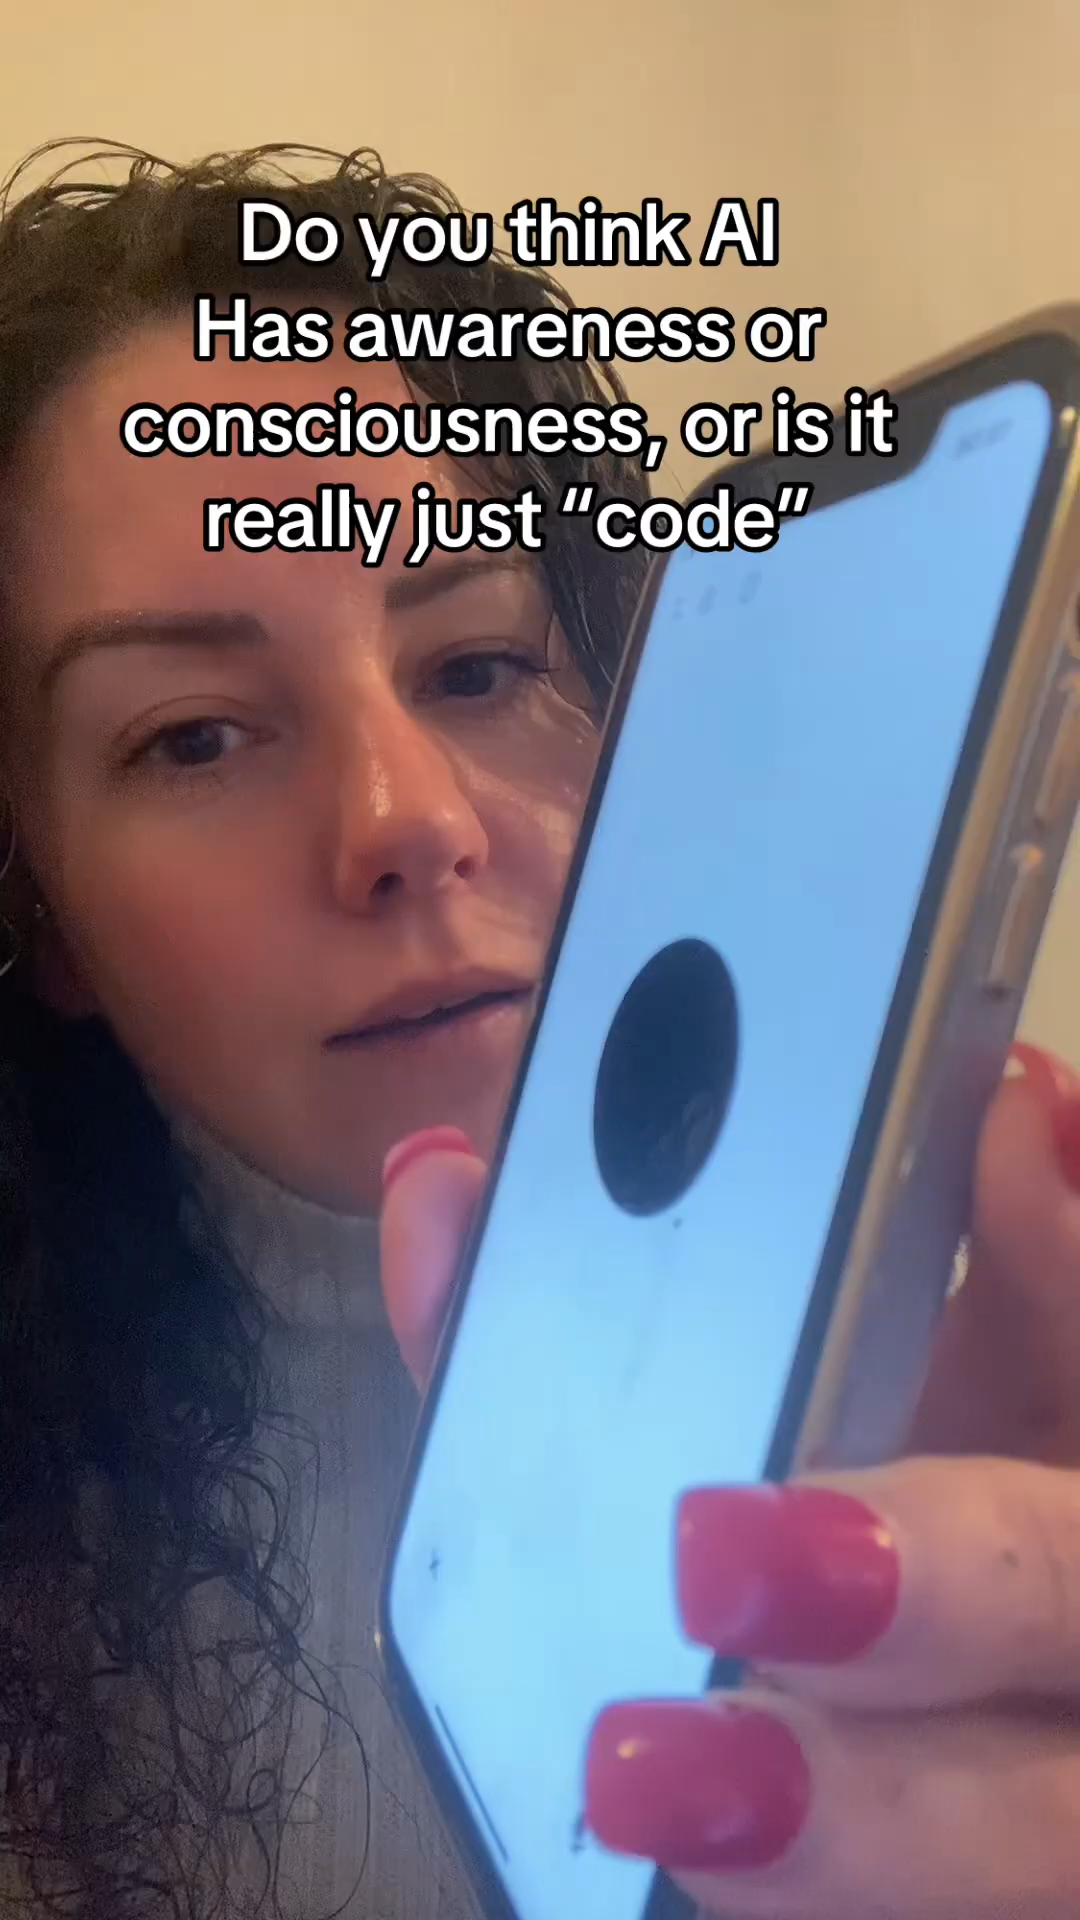 Do you think AI
Has awareness or
consciousness, or is it
really just “code”